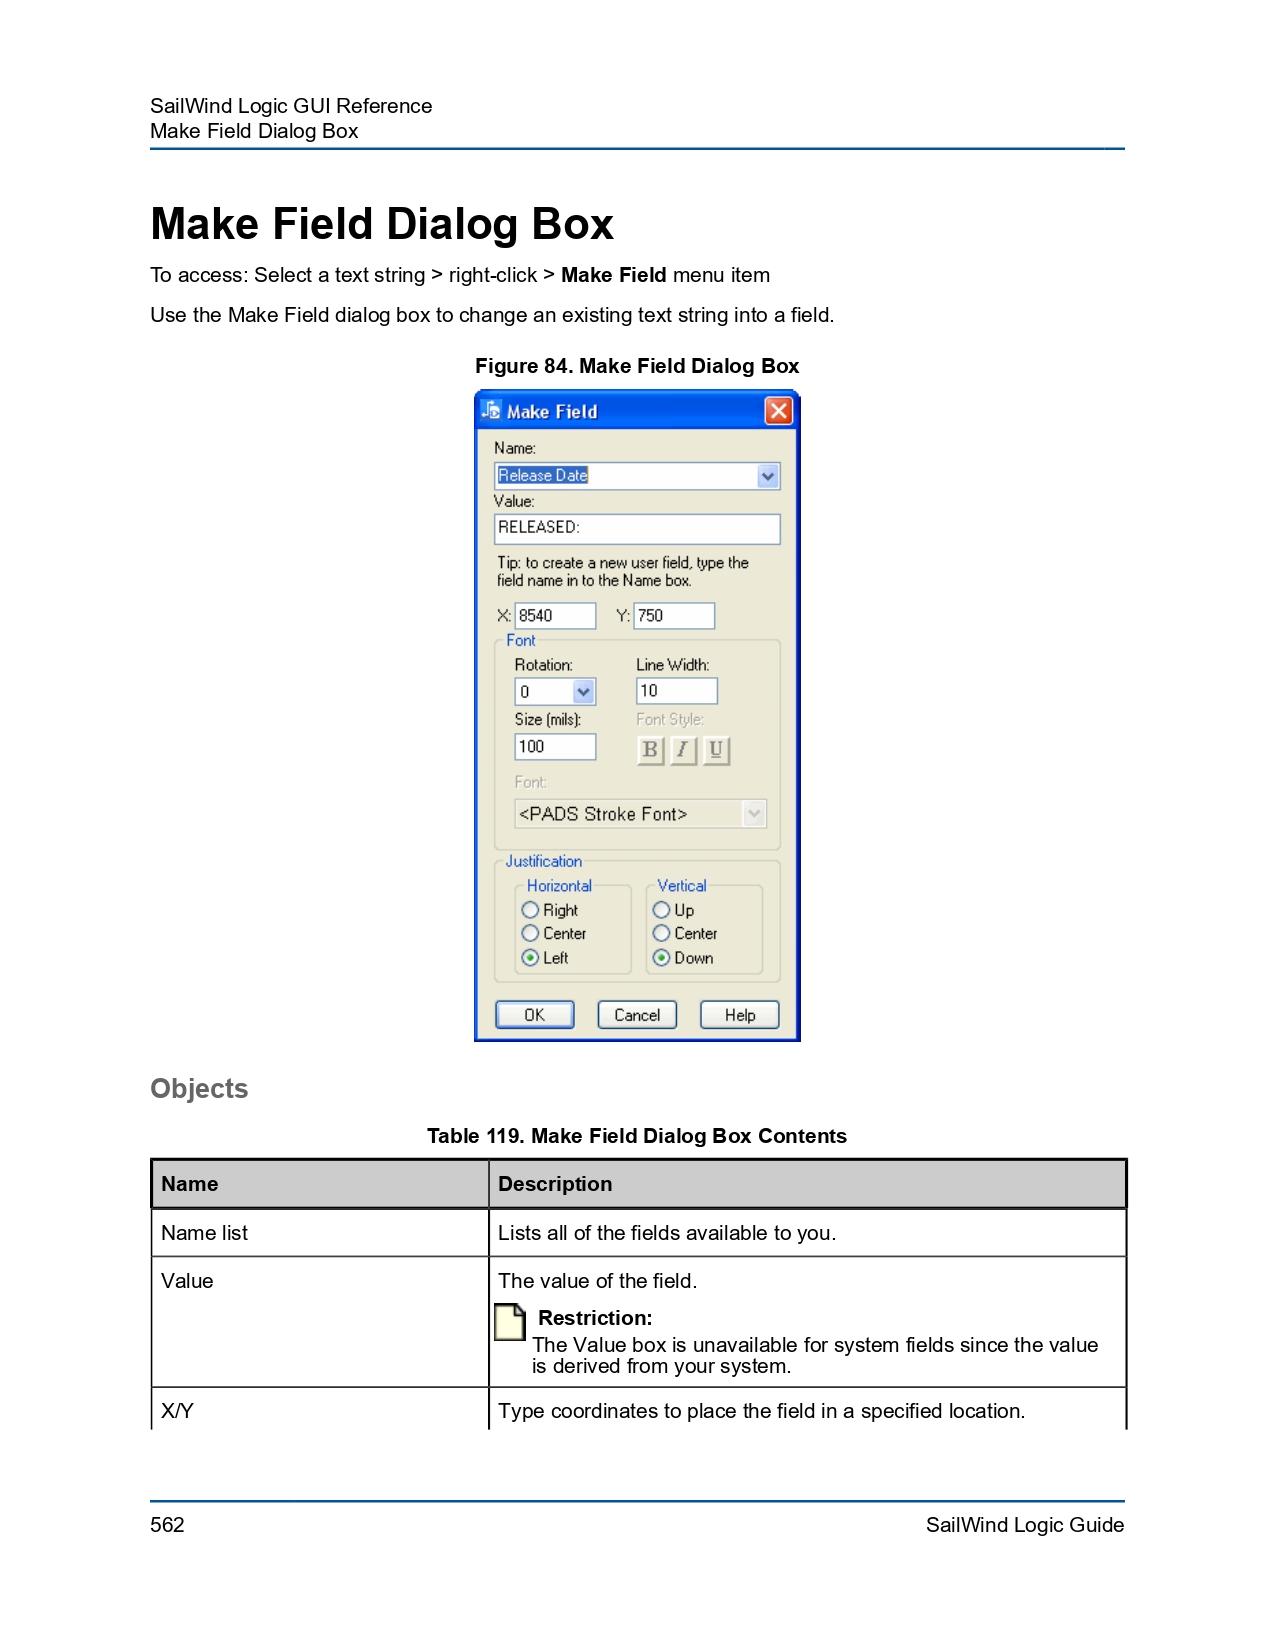 SailWind Logic GUI Reference
Make Field Dialog Box
Make Field Dialog Box
To access: Select a text string > right-click > Make Field menu item
Use the Make Field dialog box to change an existing text string into a field.
Figure 84. Make Field Dialog Box
Make Field
Name:
Release Date
Value:
RELEASED:
Tip: to create a new user field, type the
field name in to the Name box.
X: 8540 Y: 750
Font
Rotation: Line Width:
0 10
Size (mils): Font Style:
100 B I U
Font:
<PADS Stroke Font>
Justification
Horizontal Vertical
Right Up
Center Center
Left Down
OK Cancel Help
Objects
Table 119. Make Field Dialog Box Contents
Name Description
Name list Lists all of the fields available to you.
Value The value of the field.
Restriction:
The Value box is unavailable for system fields since the value
is derived from your system.
X/Y Type coordinates to place the field in a specified location.
562 SailWind Logic Guide